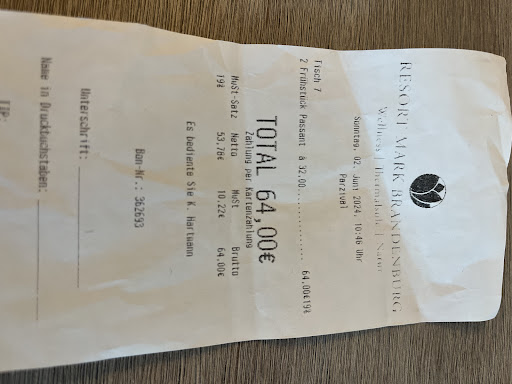 RESORT MARK BRANDENBURG
Wellness | Thermalsole | Natur
Sonntag, 02. Juni 2024, 10:46 Uhr
Parzival
Tisch 7
2 Frühstück Passant à 32.00............... 64,00€19%
TOTAL 64,00€
Zahlung per Kartenzahlung
MwSt-Satz Netto MwSt Brutto
19% 53.78€ 10.22€ 64.00€
Es bediente Sie K. Hartmann
Bon-Nr.: 362693
Unterschrift:
Name in Druckbuchstaben:
TIP: